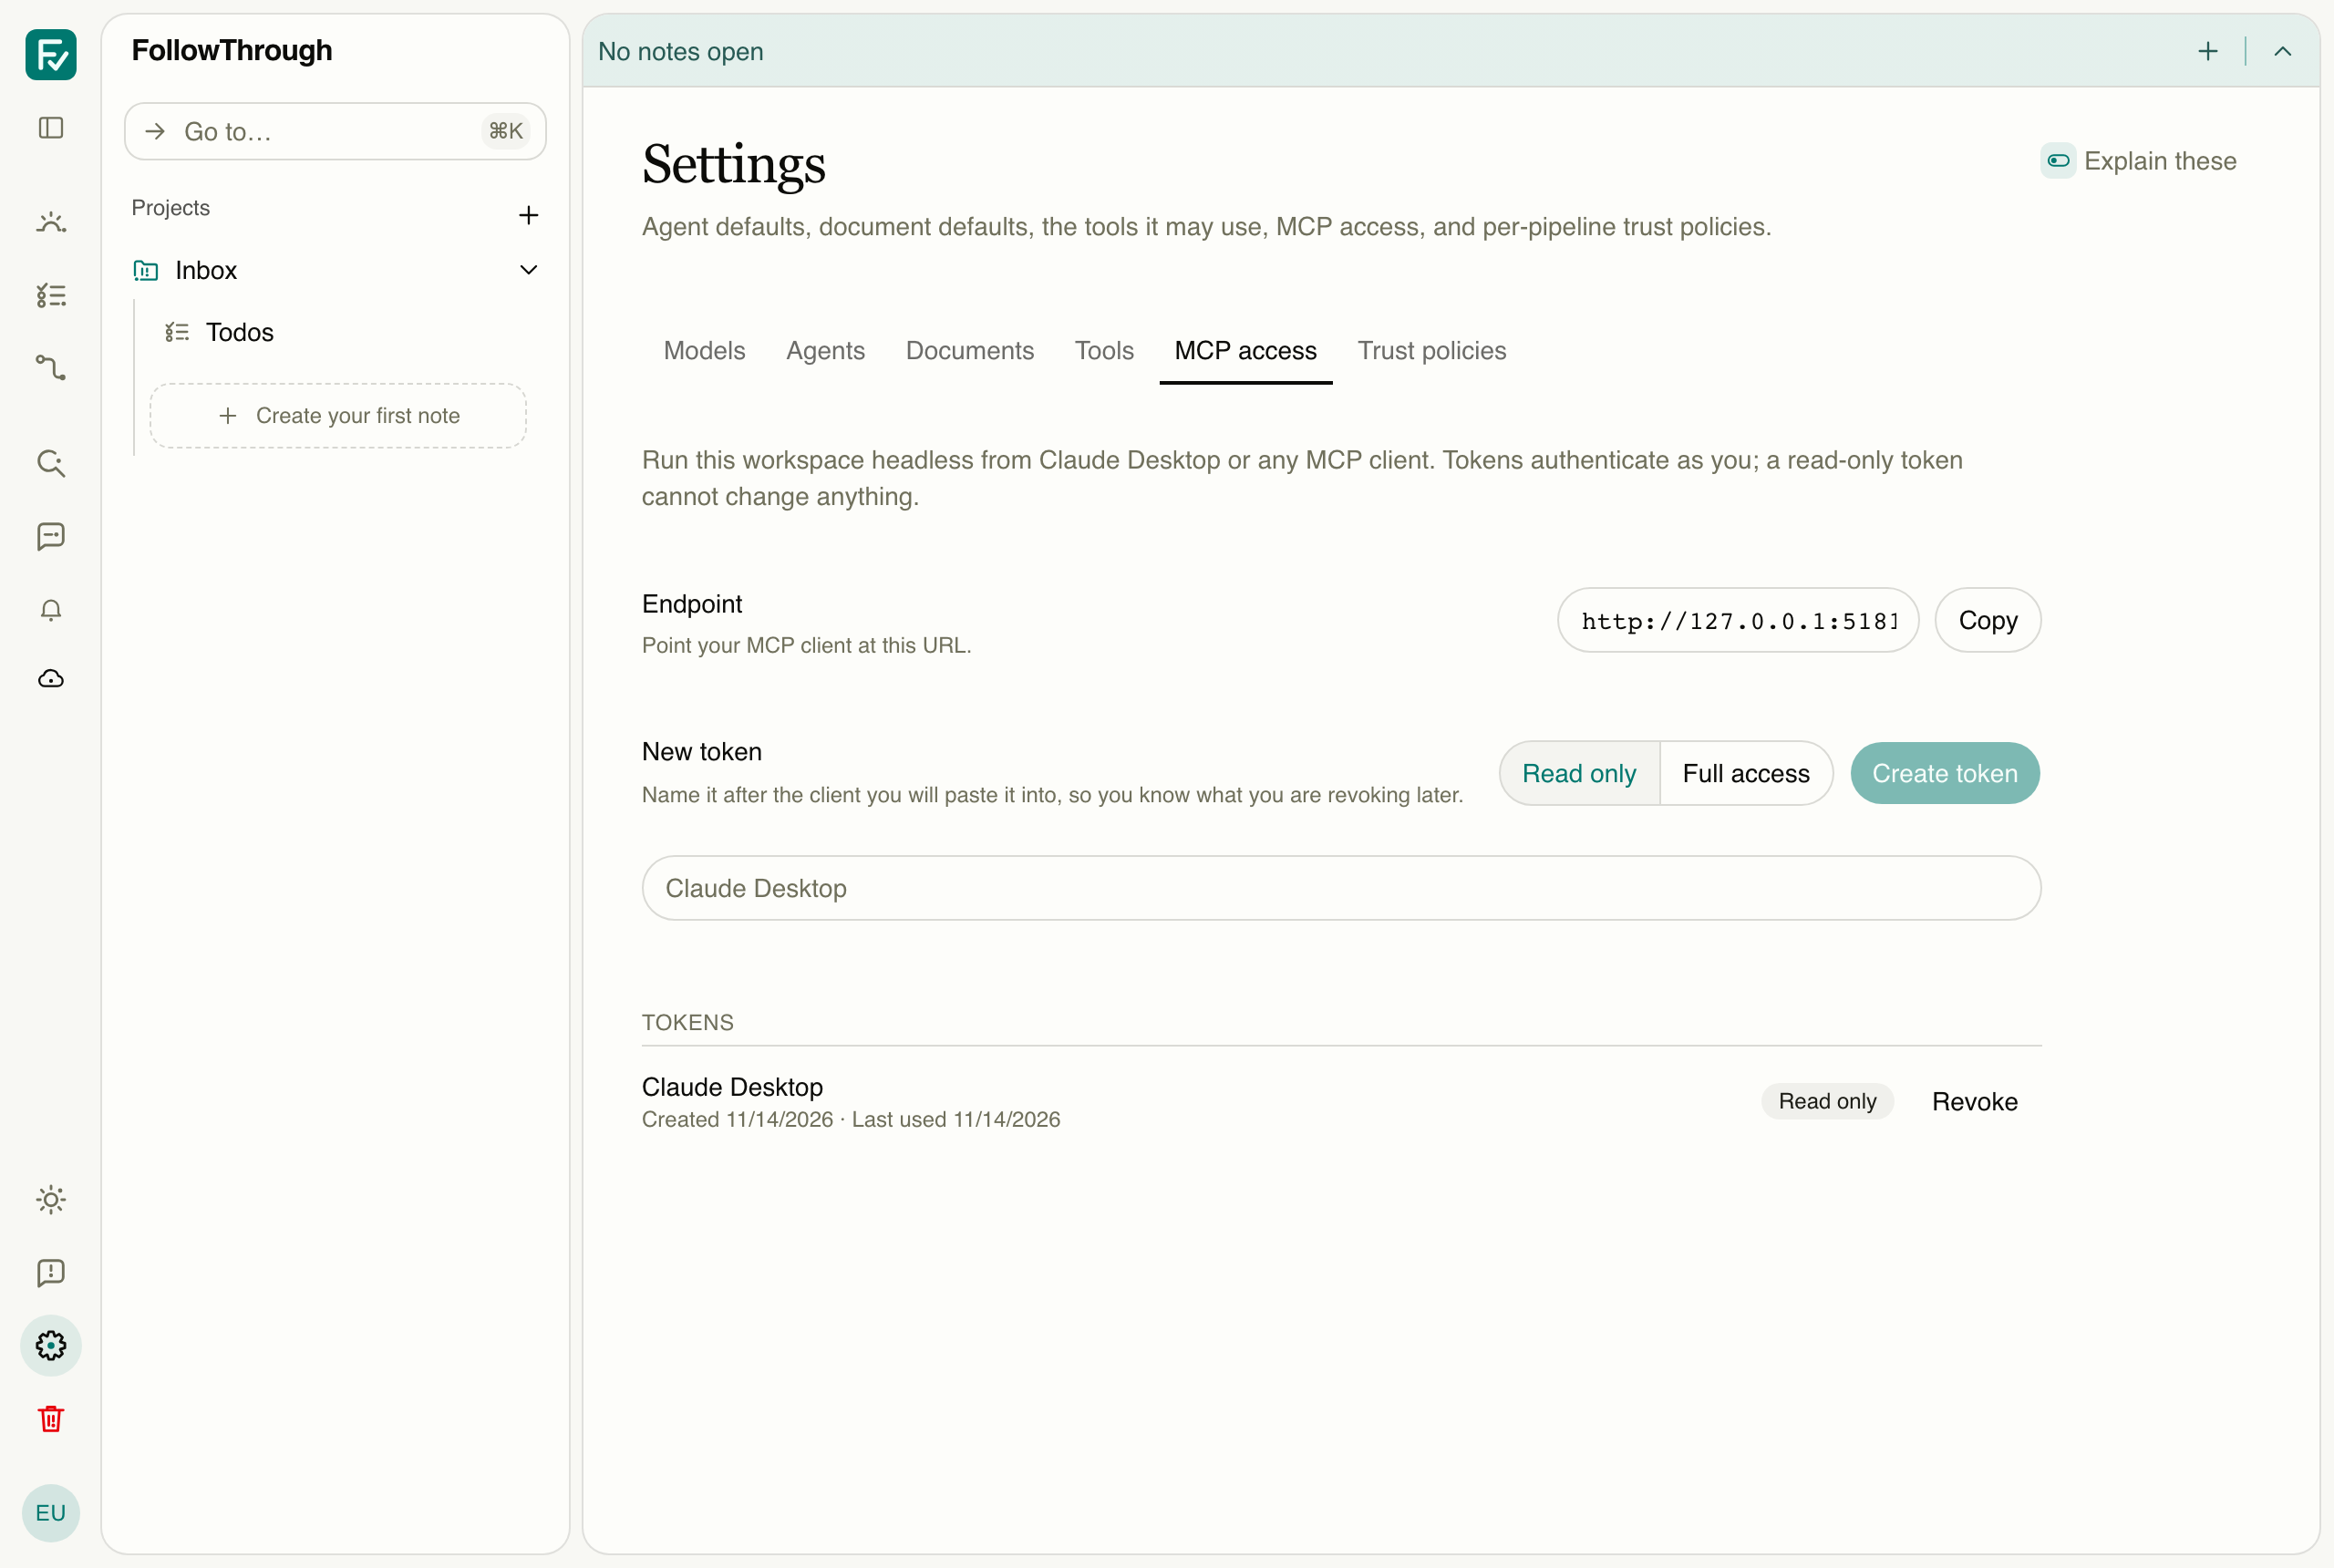 FollowThrough
Go to…
⌘K
Projects
Inbox
Todos
Create your first note
EU
No notes open
Settings
Explain these
Agent defaults, document defaults, the tools it may use, MCP access, and per-pipeline trust policies.
Models
Agents
Documents
Tools
MCP access
Trust policies
Run this workspace headless from Claude Desktop or any MCP client. Tokens authenticate as you; a read-only token
cannot change anything.
Endpoint
Point your MCP client at this URL.
http://127.0.0.1:5181
Copy
New token
Name it after the client you will paste it into, so you know what you are revoking later.
Read only
Full access
Create token
Claude Desktop
TOKENS
Claude Desktop
Created 11/14/2026 · Last used 11/14/2026
Read only
Revoke